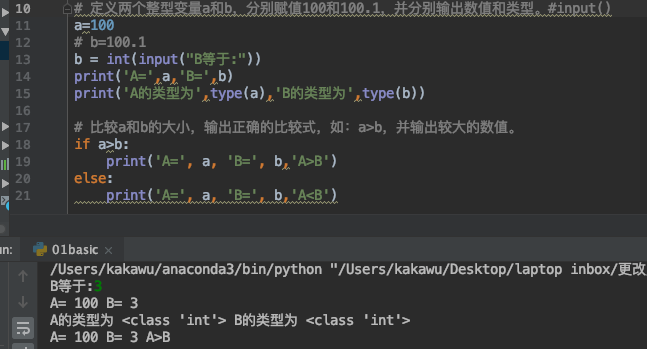 10 # 定义两个整型变量a和b，分别赋值100和100.1，并分别输出数值和类型。#input()
11 a=100
12 # b=100.1
13 b = int(input("B等于:"))
14 print('A=',a,'B=',b)
15 print('A的类型为',type(a),'B的类型为',type(b))
16
17 # 比较a和b的大小，输出正确的比较式，如：a>b，并输出较大的数值。
18 if a>b:
19 print('A=', a, 'B=', b,'A>B')
20 else:
21 print('A=', a, 'B=', b,'A<B')
un: 01basic ×
/Users/kakawu/anaconda3/bin/python "/Users/kakawu/Desktop/laptop inbox/更改
B等于:3
A= 100 B= 3
A的类型为 <class 'int'> B的类型为 <class 'int'>
A= 100 B= 3 A>B